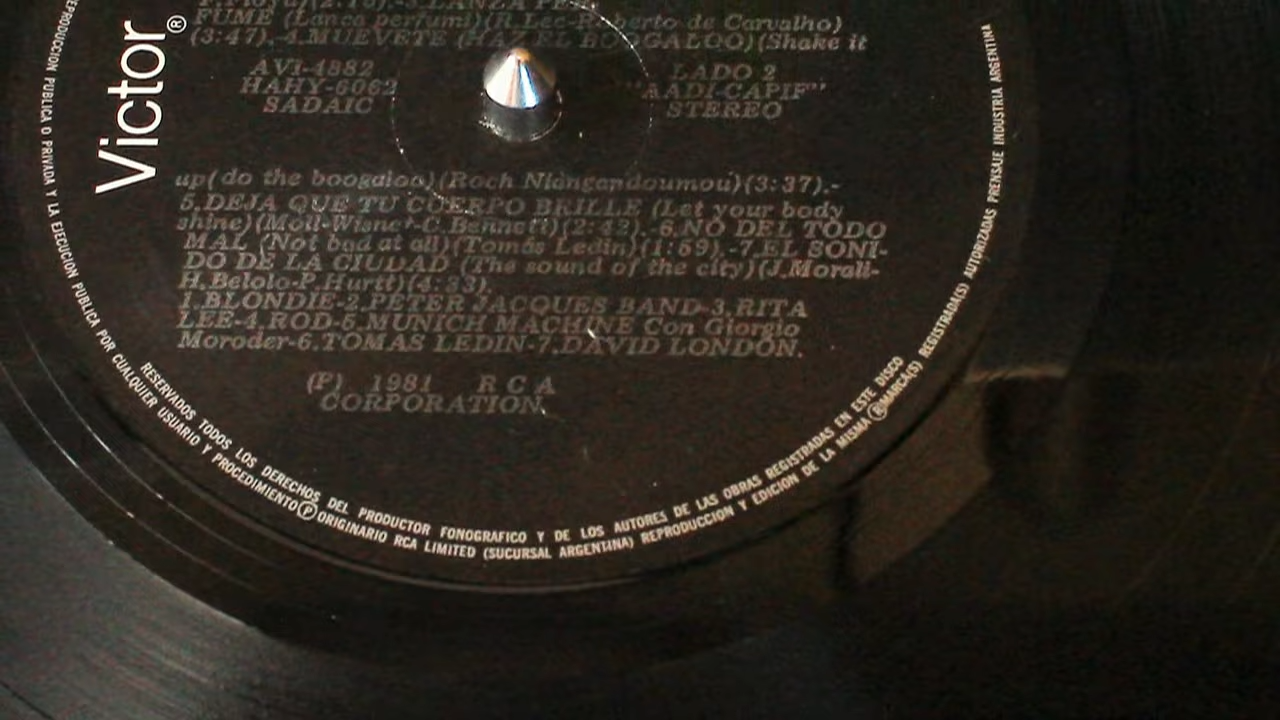 Victor®
FUME (Lança perfumi)(R.Lee-Roberto de Carvalho)
(3:47).-4.MUEVETE (HAZ EL BOOGALOO)(Shake it
AVI-4882
HAHY-6062
SADAIC
LADO 2
"AADI-CAPIF"
STEREO
up(do the boogaloo)(Roch Niangandoumou)(3:37).-
5.DEJA QUE TU CUERPO BRILLE (Let your body
shine)(Moll-Wisner-C.Bennett)(2:42).-6.NO DEL TODO
MAL (Not bad at all)(Tomás Ledin)(1:59).-7.EL SONI-
DO DE LA CIUDAD (The sound of the city)(J.Morali-
H.Belolo-P.Hurtt)(4:33).
1.BLONDIE-2.PETER JACQUES BAND-3.RITA
LEE-4.ROD-5.MUNICH MACHINE Con Giorgio
Moroder-6.TOMAS LEDIN-7.DAVID LONDON.
(P) 1981 RCA
CORPORATION
RESERVADOS TODOS LOS DERECHOS DEL PRODUCTOR FONOGRAFICO Y DE LOS AUTORES DE LAS OBRAS REGISTRADAS EN ESTE DISCO
REPRODUCCION PUBLICA O PRIVADA Y LA EJECUCION PUBLICA POR CUALQUIER USUARIO Y PROCEDIMIENTO Ⓟ ORIGINARIO RCA LIMITED (SUCURSAL ARGENTINA) REPRODUCCION Y EDICION DE LA MISMA ® MARCA(S) REGISTRADA(S) AUTORIZADAS PRENSAJE INDUSTRIA ARGENTINA